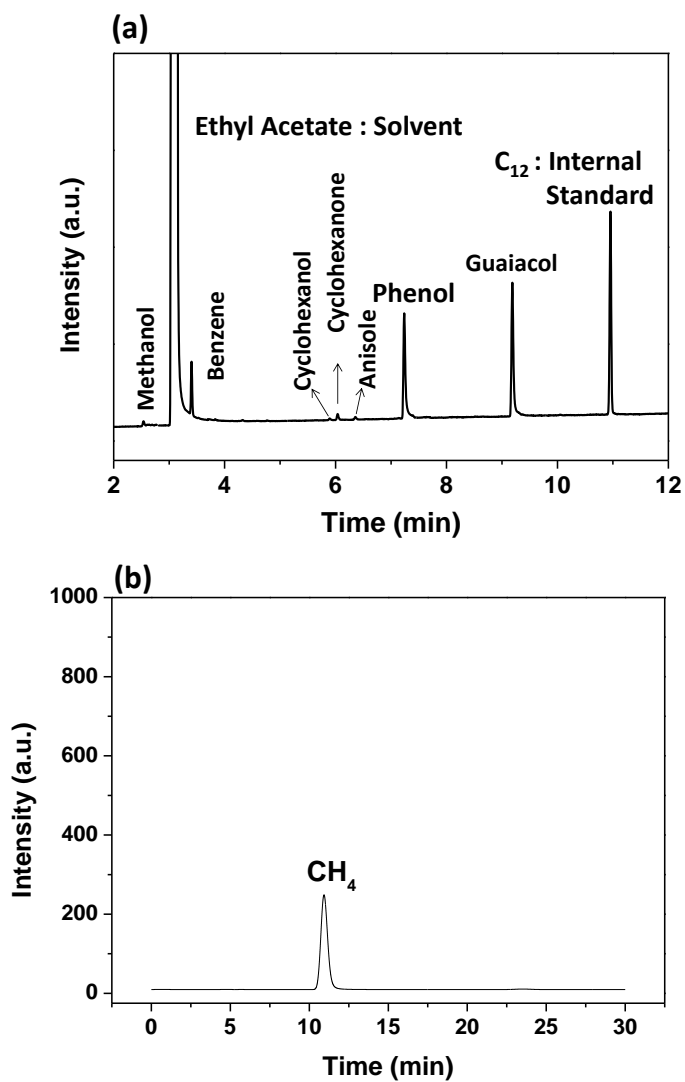 (a)
Ethyl Acetate : Solvent
C12 : Internal
Standard
Methanol
Benzene
Cyclohexanol
Cyclohexanone
Anisole
Phenol
Guaiacol
Intensity (a.u.)
2 4 6 8 10 12
Time (min)
(b)
1000
800
600
400
200
0
CH4
Intensity (a.u.)
0 5 10 15 20 25 30
Time (min)